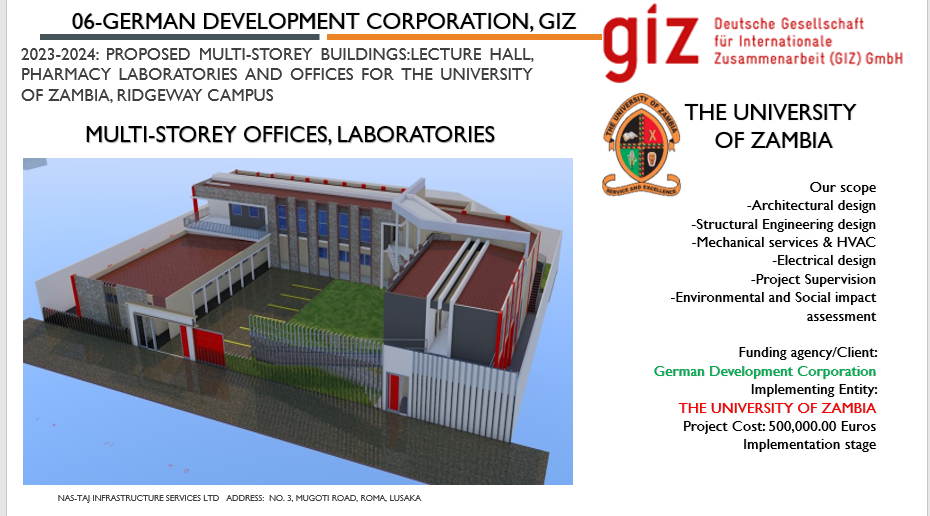 06-GERMAN DEVELOPMENT CORPORATION, GIZ
2023-2024: PROPOSED MULTI-STOREY BUILDINGS:LECTURE HALL,
PHARMACY LABORATORIES AND OFFICES FOR THE UNIVERSITY
OF ZAMBIA, RIDGEWAY CAMPUS
MULTI-STOREY OFFICES, LABORATORIES
giz
Deutsche Gesellschaft
für Internationale
Zusammenarbeit (GIZ) GmbH
THE UNIVERSITY OF ZAMBIA
SERVICE AND EXCELLENCE
THE UNIVERSITY
OF ZAMBIA
Our scope
-Architectural design
-Structural Engineering design
-Mechanical services & HVAC
-Electrical design
-Project Supervision
-Environmental and Social impact
assessment
Funding agency/Client:
German Development Corporation
Implementing Entity:
THE UNIVERSITY OF ZAMBIA
Project Cost: 500,000.00 Euros
Implementation stage
NAS-TAJ INFRASTRUCTURE SERVICES LTD ADDRESS: NO. 3, MUGOTI ROAD, ROMA, LUSAKA